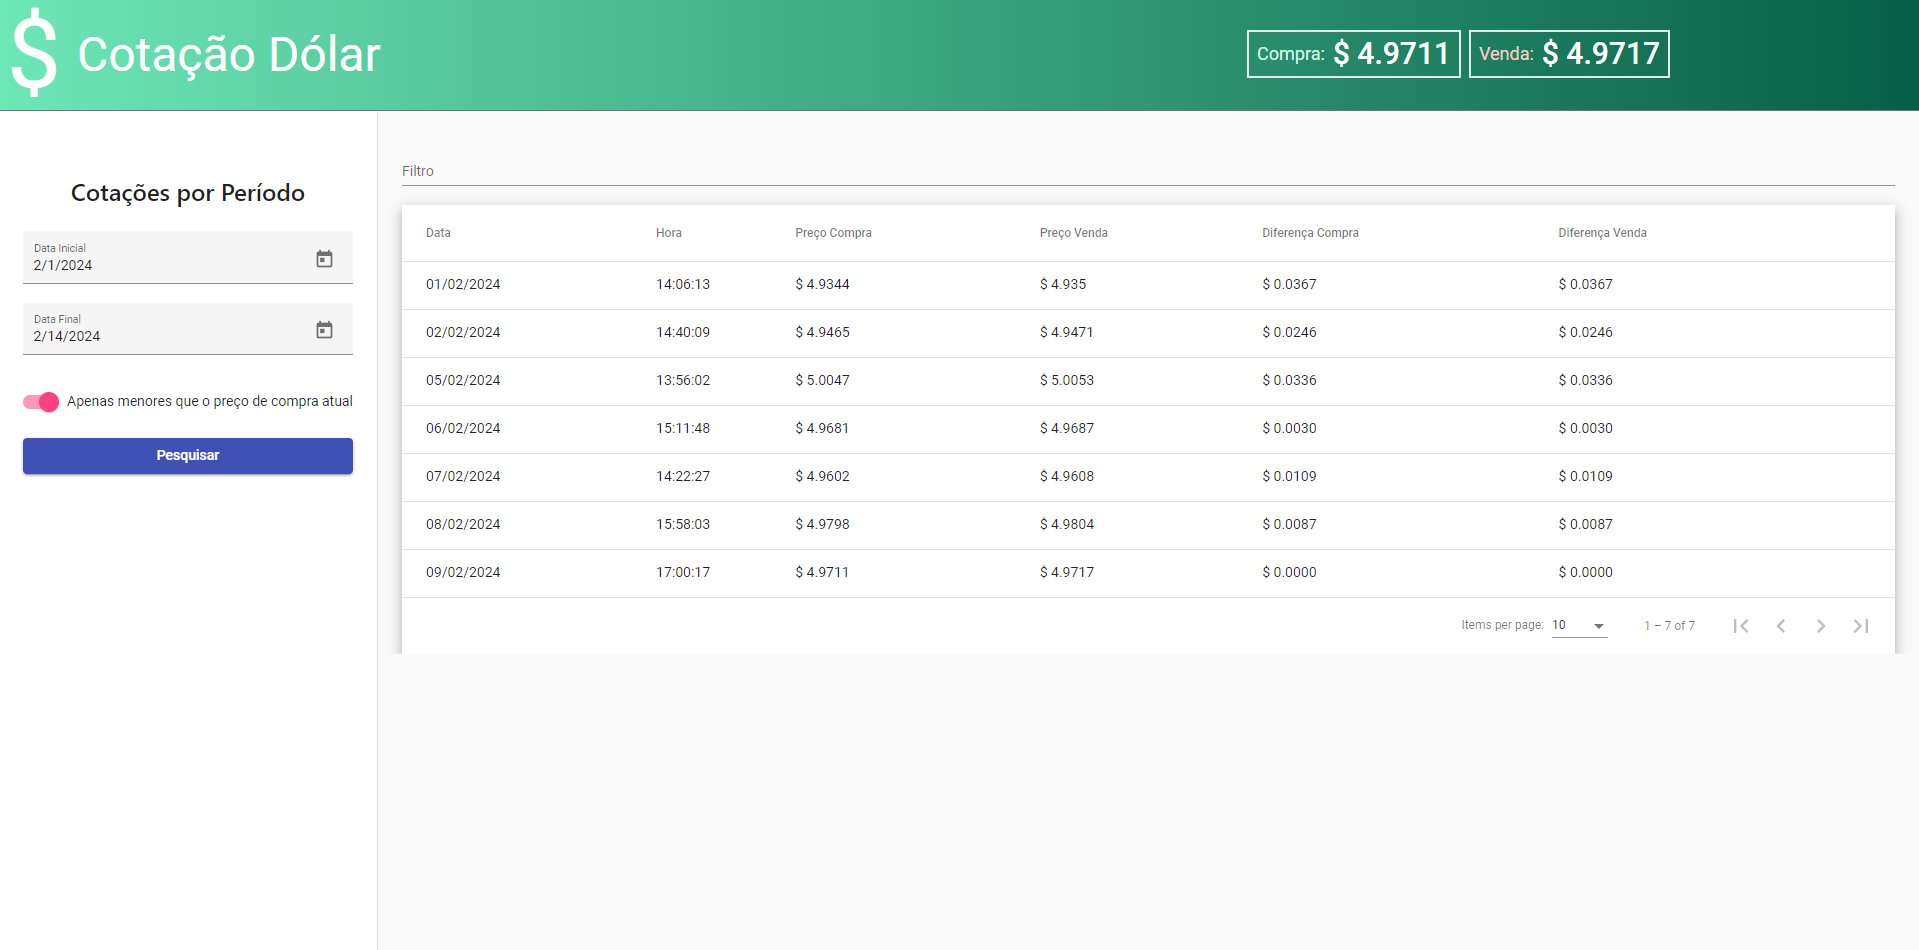 $ Cotação Dólar
Compra: $ 4.9711 Venda: $ 4.9717
Cotações por Período
Data Inicial
2/1/2024
Data Final
2/14/2024
Apenas menores que o preço de compra atual
Pesquisar
Filtro
Data Hora Preço Compra Preço Venda Diferença Compra Diferença Venda
01/02/2024 14:06:13 $ 4.9344 $ 4.935 $ 0.0367 $ 0.0367
02/02/2024 14:40:09 $ 4.9465 $ 4.9471 $ 0.0246 $ 0.0246
05/02/2024 13:56:02 $ 5.0047 $ 5.0053 $ 0.0336 $ 0.0336
06/02/2024 15:11:48 $ 4.9681 $ 4.9687 $ 0.0030 $ 0.0030
07/02/2024 14:22:27 $ 4.9602 $ 4.9608 $ 0.0109 $ 0.0109
08/02/2024 15:58:03 $ 4.9798 $ 4.9804 $ 0.0087 $ 0.0087
09/02/2024 17:00:17 $ 4.9711 $ 4.9717 $ 0.0000 $ 0.0000
Items per page: 10 1 – 7 of 7